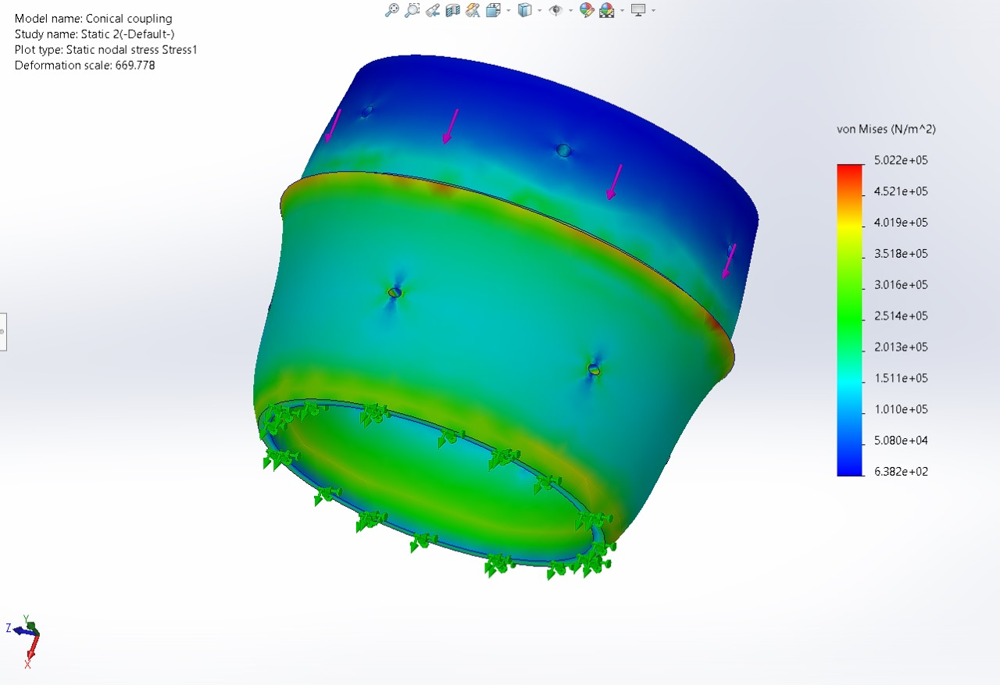 Model name: Conical coupling
Study name: Static 2(-Default-)
Plot type: Static nodal stress Stress1
Deformation scale: 669.778
von Mises (N/m^2)
5.022e+05
4.521e+05
4.019e+05
3.518e+05
3.016e+05
2.514e+05
2.013e+05
1.511e+05
1.010e+05
5.080e+04
6.382e+02
Y
Z
X